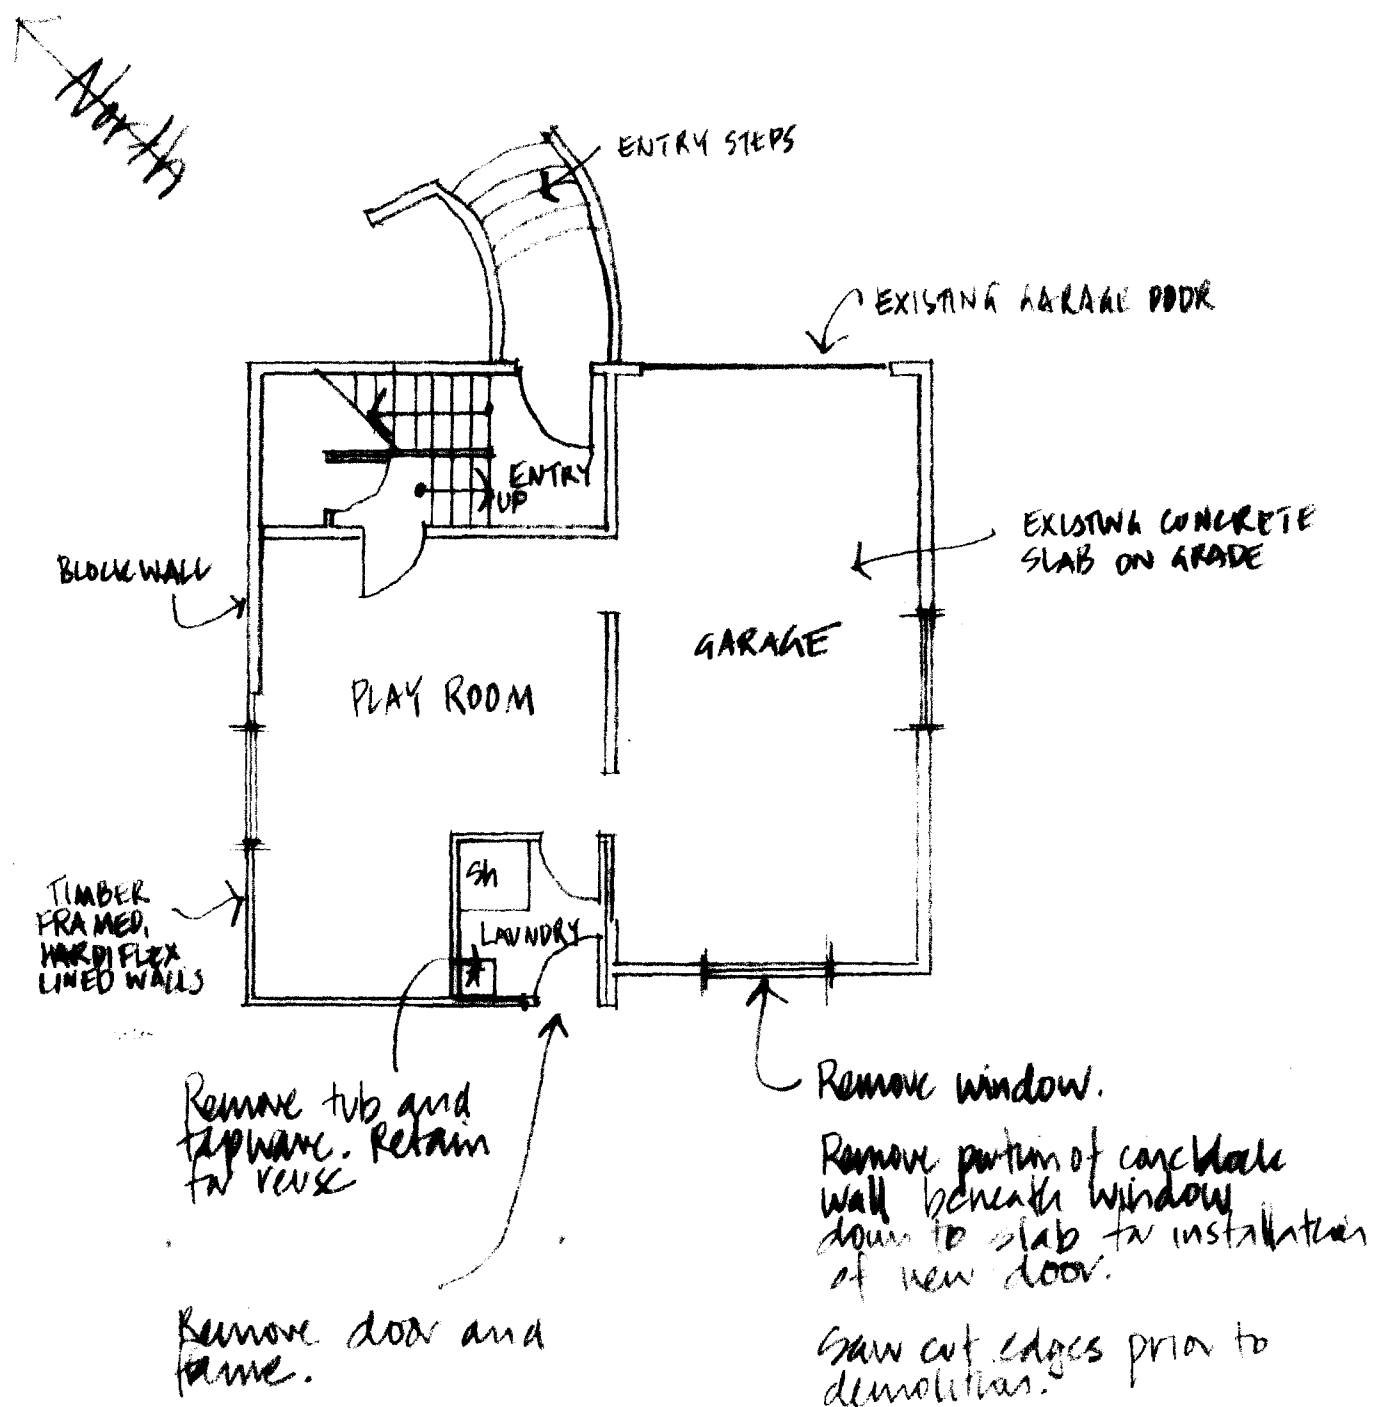 North
ENTRY STEPS
EXISTING GARAGE DOOR
ENTRY
UP
EXISTING CONCRETE
SLAB ON GRADE
BLOCKWALL
GARAGE
PLAY ROOM
Sh
TIMBER
FRAMED,
HARDIFLEX
LINED WALLS
LAUNDRY
Remove tub and
tapware. Retain
for reuse
Remove window.
Remove portion of concblock
wall beneath window
down to slab for installation
of new door.
Remove door and
frame.
Saw cut edges prior to
demolition.